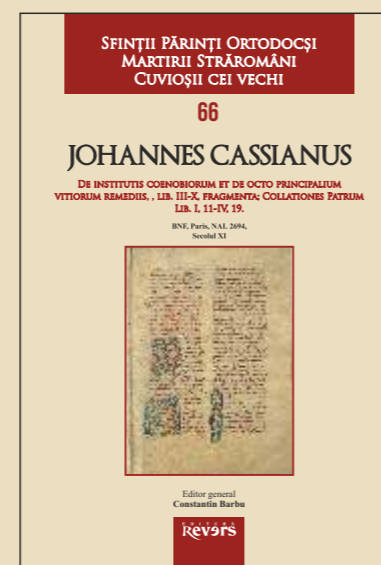 SFINȚII PĂRINȚI ORTODOCȘI
MARTIRII STRĂROMÂNI
CUVIOȘII CEI VECHI
66
JOHANNES CASSIANUS
DE INSTITUTIS COENOBIORUM ET DE OCTO PRINCIPALIUM
VITIORUM REMEDIIS, , LIB. III-X, FRAGMENTA; COLLATIONES PATRUM
LIB. I, 11-IV, 19.
BNF, Paris, NAL 2694,
Secolul XI
Editor general
Constantin Barbu
EDITURA
Revers